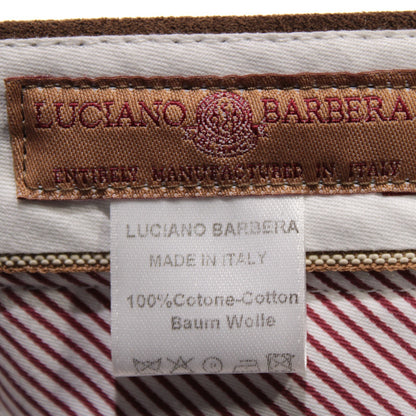 LUCIANO BARBERA
ENTIRELY MANUFACTURED IN ITALY
LUCIANO BARBERA
MADE IN ITALY
100%Cotone-Cotton
Baum Wolle